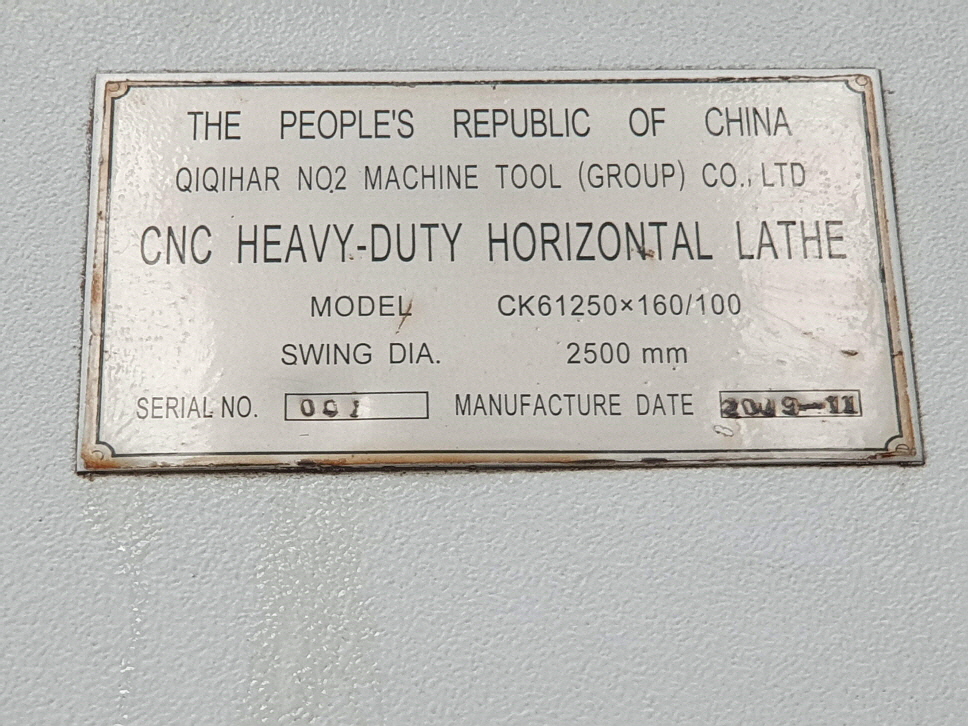 THE PEOPLE'S REPUBLIC OF CHINA
QIQIHAR NO.2 MACHINE TOOL (GROUP) CO., LTD
CNC HEAVY-DUTY HORIZONTAL LATHE
MODEL CK61250×160/100
SWING DIA. 2500 mm
SERIAL NO. 001 MANUFACTURE DATE